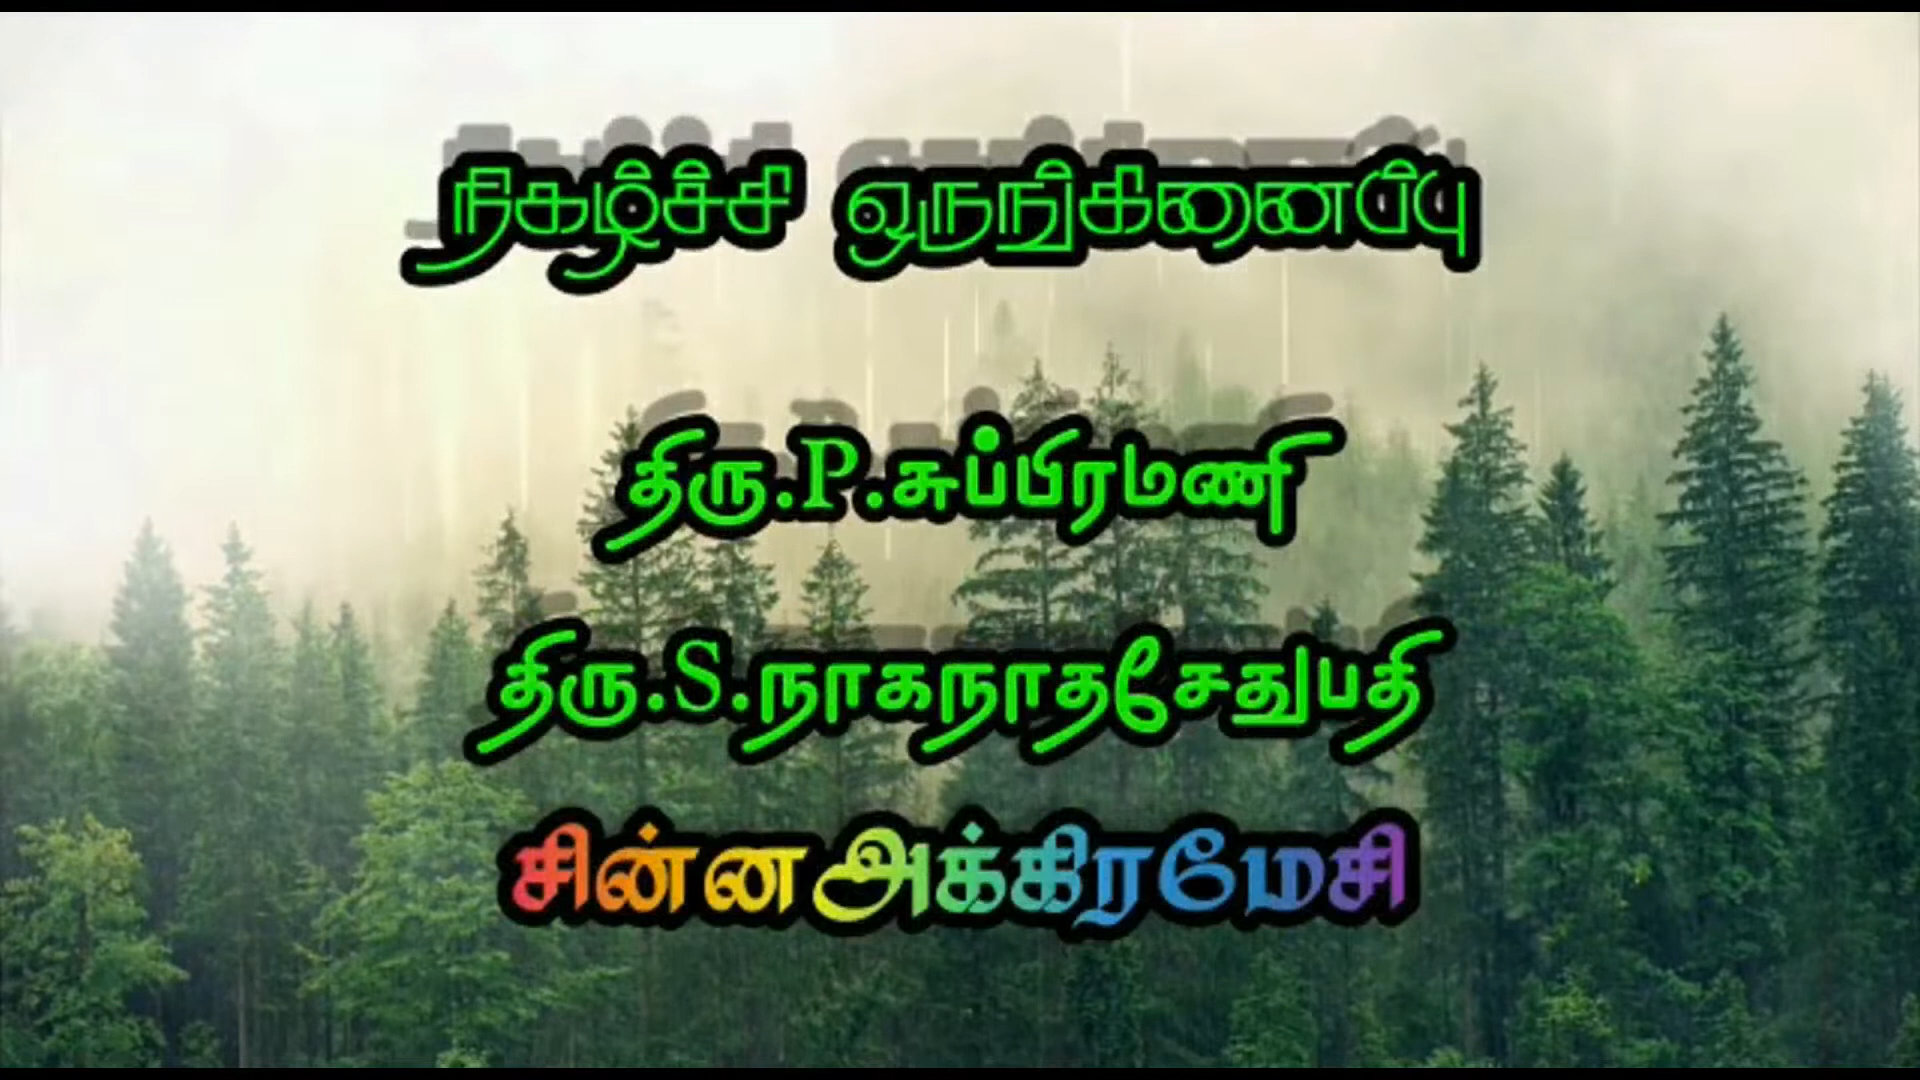 நிகழ்ச்சி ஒருங்கினைப்பு
திரு.P.சுப்பிரமணி
திரு.S.நாகநாதசேதுபதி
சின்னஅக்கிரமேசி